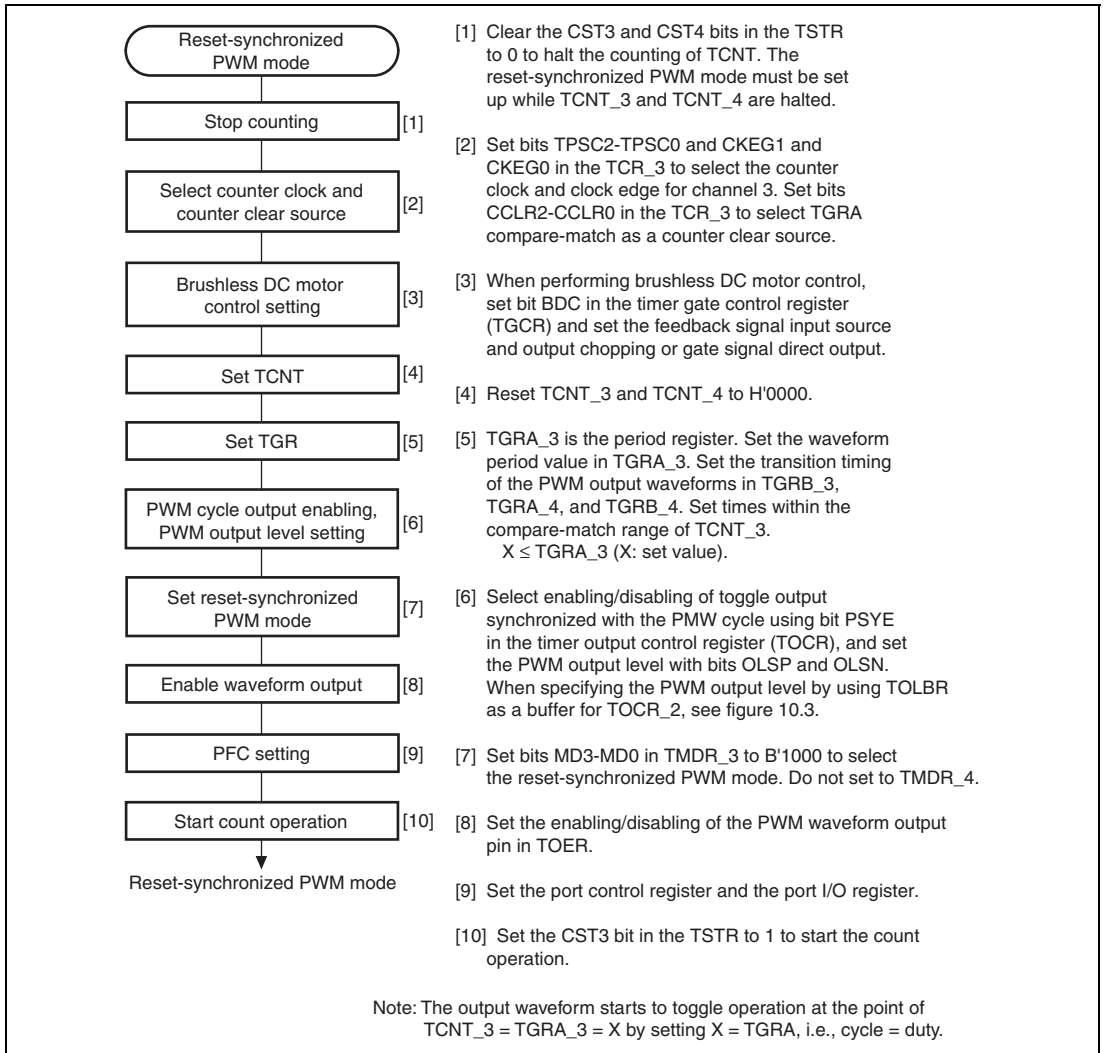 Reset-synchronized
PWM mode
Stop counting
[1]
Select counter clock and
counter clear source
[2]
Brushless DC motor
control setting
[3]
Set TCNT
[4]
Set TGR
[5]
PWM cycle output enabling,
PWM output level setting
[6]
Set reset-synchronized
PWM mode
[7]
Enable waveform output
[8]
PFC setting
[9]
Start count operation
[10]
Reset-synchronized PWM mode
[1] Clear the CST3 and CST4 bits in the TSTR
to 0 to halt the counting of TCNT. The
reset-synchronized PWM mode must be set
up while TCNT_3 and TCNT_4 are halted.
[2] Set bits TPSC2-TPSC0 and CKEG1 and
CKEG0 in the TCR_3 to select the counter
clock and clock edge for channel 3. Set bits
CCLR2-CCLR0 in the TCR_3 to select TGRA
compare-match as a counter clear source.
[3] When performing brushless DC motor control,
set bit BDC in the timer gate control register
(TGCR) and set the feedback signal input source
and output chopping or gate signal direct output.
[4] Reset TCNT_3 and TCNT_4 to H'0000.
[5] TGRA_3 is the period register. Set the waveform
period value in TGRA_3. Set the transition timing
of the PWM output waveforms in TGRB_3,
TGRA_4, and TGRB_4. Set times within the
compare-match range of TCNT_3.
X ≤ TGRA_3 (X: set value).
[6] Select enabling/disabling of toggle output
synchronized with the PMW cycle using bit PSYE
in the timer output control register (TOCR), and set
the PWM output level with bits OLSP and OLSN.
When specifying the PWM output level by using TOLBR
as a buffer for TOCR_2, see figure 10.3.
[7] Set bits MD3-MD0 in TMDR_3 to B'1000 to select
the reset-synchronized PWM mode. Do not set to TMDR_4.
[8] Set the enabling/disabling of the PWM waveform output
pin in TOER.
[9] Set the port control register and the port I/O register.
[10] Set the CST3 bit in the TSTR to 1 to start the count
operation.
Note: The output waveform starts to toggle operation at the point of
TCNT_3 = TGRA_3 = X by setting X = TGRA, i.e., cycle = duty.